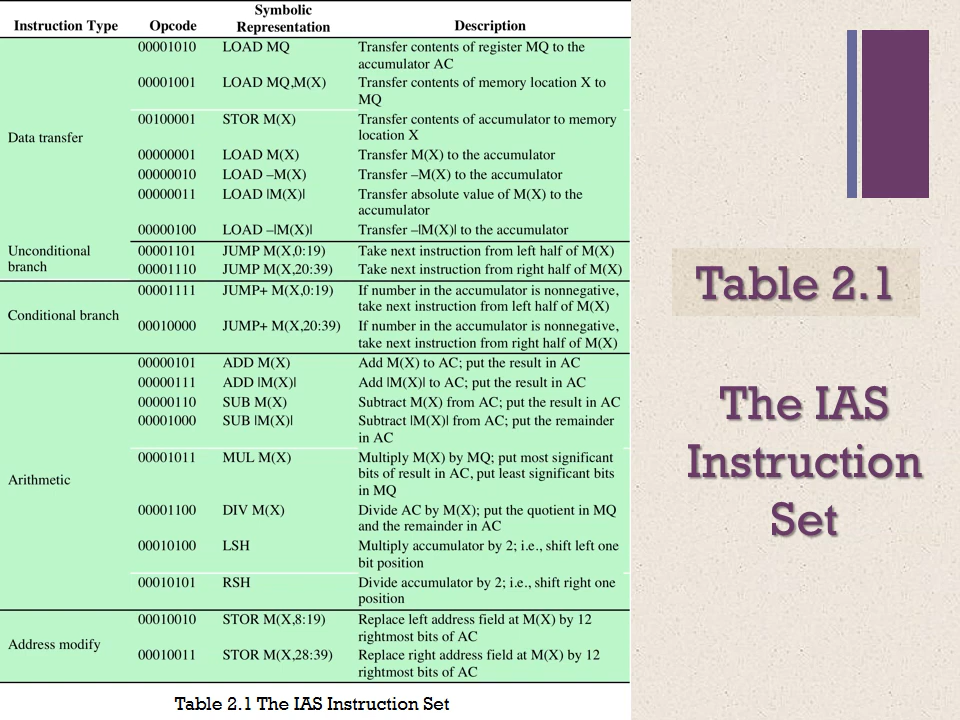 Instruction Type Opcode Symbolic Representation Description
Data transfer
00001010 LOAD MQ Transfer contents of register MQ to the
accumulator AC
00001001 LOAD MQ,M(X) Transfer contents of memory location X to
MQ
00100001 STOR M(X) Transfer contents of accumulator to memory
location X
00000001 LOAD M(X) Transfer M(X) to the accumulator
00000010 LOAD –M(X) Transfer –M(X) to the accumulator
00000011 LOAD |M(X)| Transfer absolute value of M(X) to the
accumulator
00000100 LOAD –|M(X)| Transfer –|M(X)| to the accumulator
Unconditional
branch
00001101 JUMP M(X,0:19) Take next instruction from left half of M(X)
00001110 JUMP M(X,20:39) Take next instruction from right half of M(X)
Conditional branch
00001111 JUMP+ M(X,0:19) If number in the accumulator is nonnegative,
take next instruction from left half of M(X)
00010000 JUMP+ M(X,20:39) If number in the accumulator is nonnegative,
take next instruction from right half of M(X)
Arithmetic
00000101 ADD M(X) Add M(X) to AC; put the result in AC
00000111 ADD |M(X)| Add |M(X)| to AC; put the result in AC
00000110 SUB M(X) Subtract M(X) from AC; put the result in AC
00001000 SUB |M(X)| Subtract |M(X)| from AC; put the remainder
in AC
00001011 MUL M(X) Multiply M(X) by MQ; put most significant
bits of result in AC, put least significant bits
in MQ
00001100 DIV M(X) Divide AC by M(X); put the quotient in MQ
and the remainder in AC
00010100 LSH Multiply accumulator by 2; i.e., shift left one
bit position
00010101 RSH Divide accumulator by 2; i.e., shift right one
position
Address modify
00010010 STOR M(X,8:19) Replace left address field at M(X) by 12
rightmost bits of AC
00010011 STOR M(X,28:39) Replace right address field at M(X) by 12
rightmost bits of AC
Table 2.1 The IAS Instruction Set
Table 2.1
The IAS
Instruction
Set